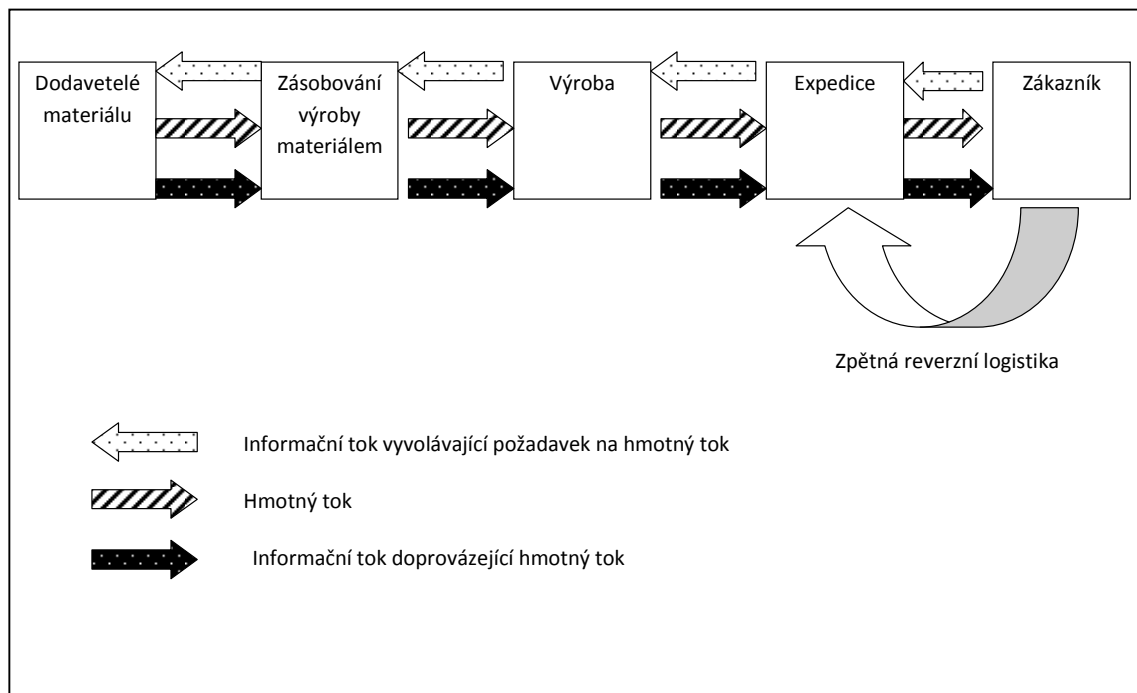 Dodavetelé
materiálu
Zásobování
výroby
materiálem
Výroba
Expedice
Zákazník
Zpětná reverzní logistika
Informační tok vyvolávající požadavek na hmotný tok
Hmotný tok
Informační tok doprovázející hmotný tok